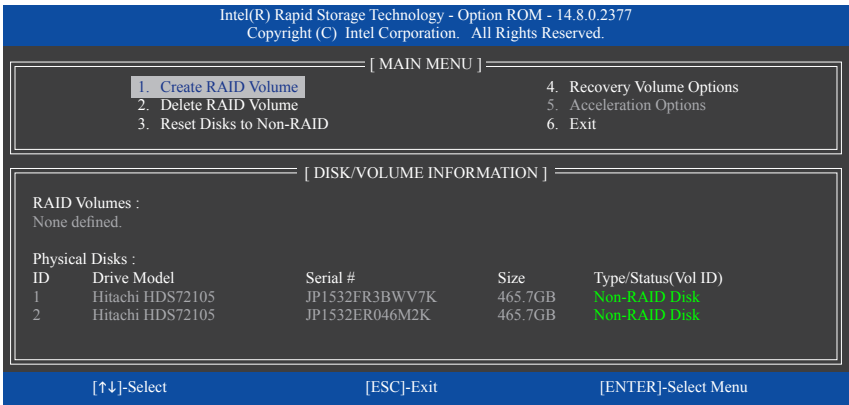 Intel(R) Rapid Storage Technology - Option ROM - 14.8.0.2377
Copyright (C) Intel Corporation. All Rights Reserved.
[ MAIN MENU ]
1. Create RAID Volume
2. Delete RAID Volume
3. Reset Disks to Non-RAID
4. Recovery Volume Options
5. Acceleration Options
6. Exit
[ DISK/VOLUME INFORMATION ]
RAID Volumes :
None defined.
Physical Disks :
ID Drive Model Serial # Size Type/Status(Vol ID)
1 Hitachi HDS72105 JP1532FR3BWV7K 465.7GB Non-RAID Disk
2 Hitachi HDS72105 JP1532ER046M2K 465.7GB Non-RAID Disk
[↑↓]-Select [ESC]-Exit [ENTER]-Select Menu